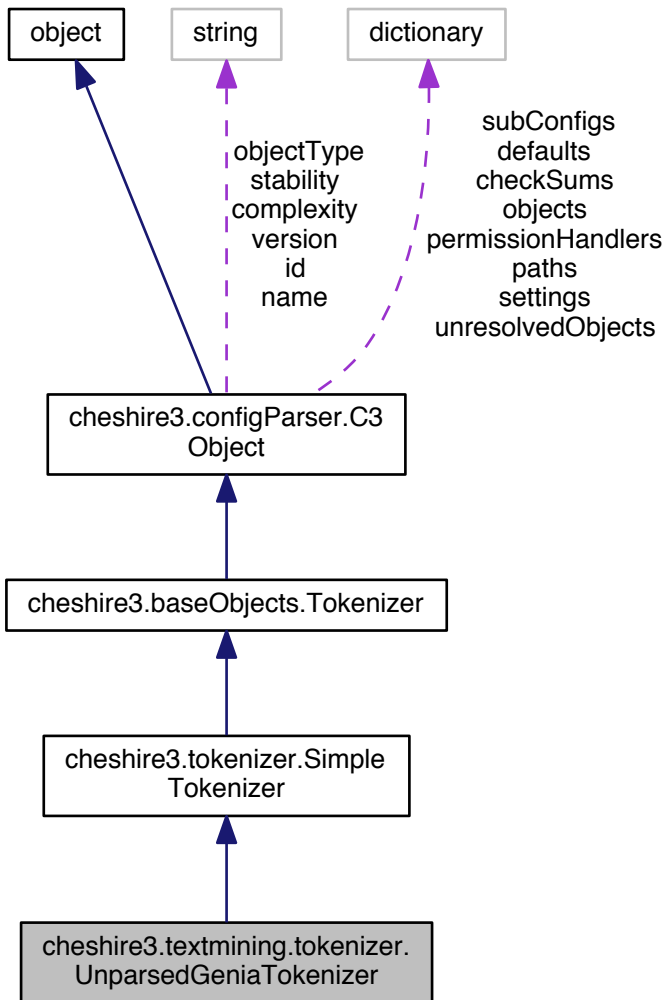 object
string
dictionary
objectType
stability
complexity
version
id
name
subConfigs
defaults
checkSums
objects
permissionHandlers
paths
settings
unresolvedObjects
cheshire3.configParser.C3
Object
cheshire3.baseObjects.Tokenizer
cheshire3.tokenizer.Simple
Tokenizer
cheshire3.textmining.tokenizer.
UnparsedGeniaTokenizer